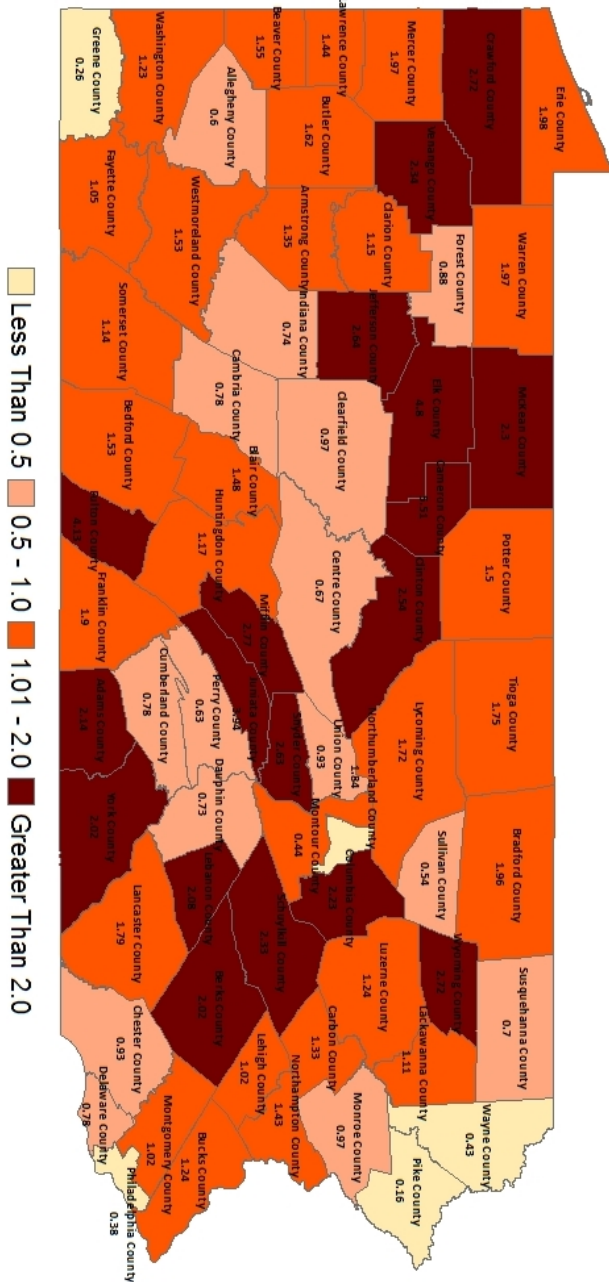 Erie County
1.98
Crawford County
2.72
Mercer County
1.97
Lawrence County
1.44
Beaver County
1.55
Washington County
1.23
Greene County
0.26
Allegheny County
0.6
Butler County
1.62
Venango County
2.34
Warren County
1.97
Forest County
0.88
Clarion County
1.15
Armstrong County
1.35
Westmoreland County
1.53
Fayette County
1.05
Somerset County
1.14
Cambria County
0.78
Indiana County
0.74
Jefferson County
2.64
Elk County
4.8
McKean County
2.3
Cameron County
Clearfield County
0.97
Blair County
1.48
Bedford County
1.53
Fulton County
4.13
Huntingdon County
1.17
Centre County
0.67
Clinton County
2.54
Potter County
1.5
Tioga County
1.75
Lycoming County
1.72
Union County
0.93
Snyder County
2.63
Mifflin County
2.77
Juniata County
Perry County
0.63
Cumberland County
0.78
Franklin County
1.9
Adams County
2.14
York County
2.02
Dauphin County
0.73
Northumberland County
1.84
Montour County
0.44
Columbia County
2.25
Sullivan County
0.54
Bradford County
1.96
Susquehanna County
0.7
Wyoming County
2.72
Lackawanna County
1.11
Luzerne County
1.24
Schuylkill County
2.33
Lebanon County
2.08
Lancaster County
1.79
Berks County
2.02
Chester County
0.93
Delaware County
0.78
Philadelphia County
0.38
Montgomery County
1.02
Bucks County
1.24
Lehigh County
1.02
Northampton County
1.43
Carbon County
1.33
Monroe County
0.97
Pike County
0.16
Wayne County
0.43
Less Than 0.5
0.5 - 1.0
1.01 - 2.0
Greater Than 2.0